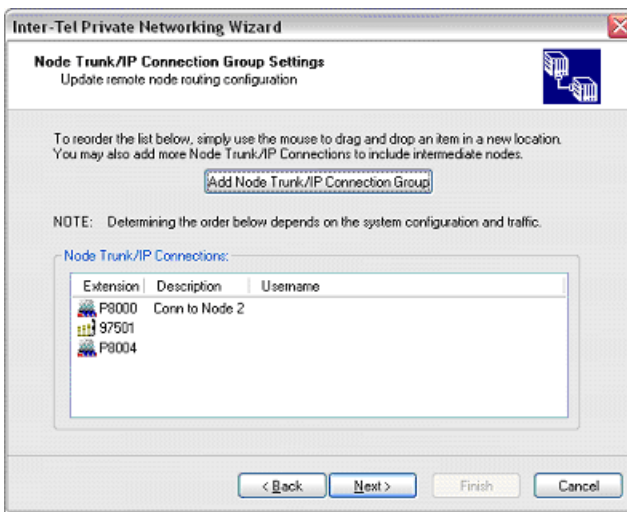 Inter-Tel Private Networking Wizard
Node Trunk/IP Connection Group Settings
Update remote node routing configuration
To reorder the list below, simply use the mouse to drag and drop an item in a new location.
You may also add more Node Trunk/IP Connections to include intermediate nodes.
Add Node Trunk/IP Connection Group
NOTE: Determining the order below depends on the system configuration and traffic.
Node Trunk/IP Connections:
Extension Description Username
P8000 Conn to Node 2
97501
P8004
< Back Next > Finish Cancel